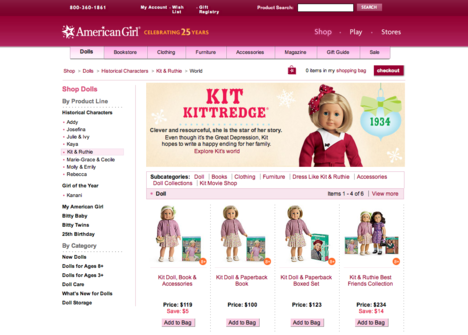 800-360-1861
My Account
Wish List
Gift Registry
Product Search:
SEARCH
American Girl
CELEBRATING 25 YEARS
Shop
Play
Stores
Dolls
Bookstore
Clothing
Furniture
Accessories
Magazine
Gift Guide
Sale
Shop > Dolls > Historical Characters > Kit & Ruthie > World
0 items in my shopping bag
checkout
Shop Dolls
By Product Line
Historical Characters
Addy
Josefina
Julie & Ivy
Kaya
Kit & Ruthie
Marie-Grace & Cecile
Molly & Emily
Rebecca
Girl of the Year
Kanani
My American Girl
Bitty Baby
Bitty Twins
25th Birthday
By Category
New Dolls
Dolls for Ages 8+
Dolls for Ages 3+
Doll Care
What's New for Dolls
Doll Storage
KIT
KITTREDGE
Clever and resourceful, she is the star of her story.
Even though it's the Great Depression, Kit
hopes to write a happy ending for her family.
Explore Kit's world
1934
Subcategories: Doll | Books | Clothing | Furniture | Dress Like Kit & Ruthie | Accessories
Doll Collections | Kit Movie Shop
Doll
Items 1 - 4 of 6 | View more
Kit Doll, Book &
Accessories
Price: $119
Save: $5
Add to Bag
Kit Doll & Paperback
Book
Price: $100
Add to Bag
Kit Doll & Paperback
Boxed Set
Price: $123
Add to Bag
Kit & Ruthie Best
Friends Collection
Price: $234
Save: $14
Add to Bag